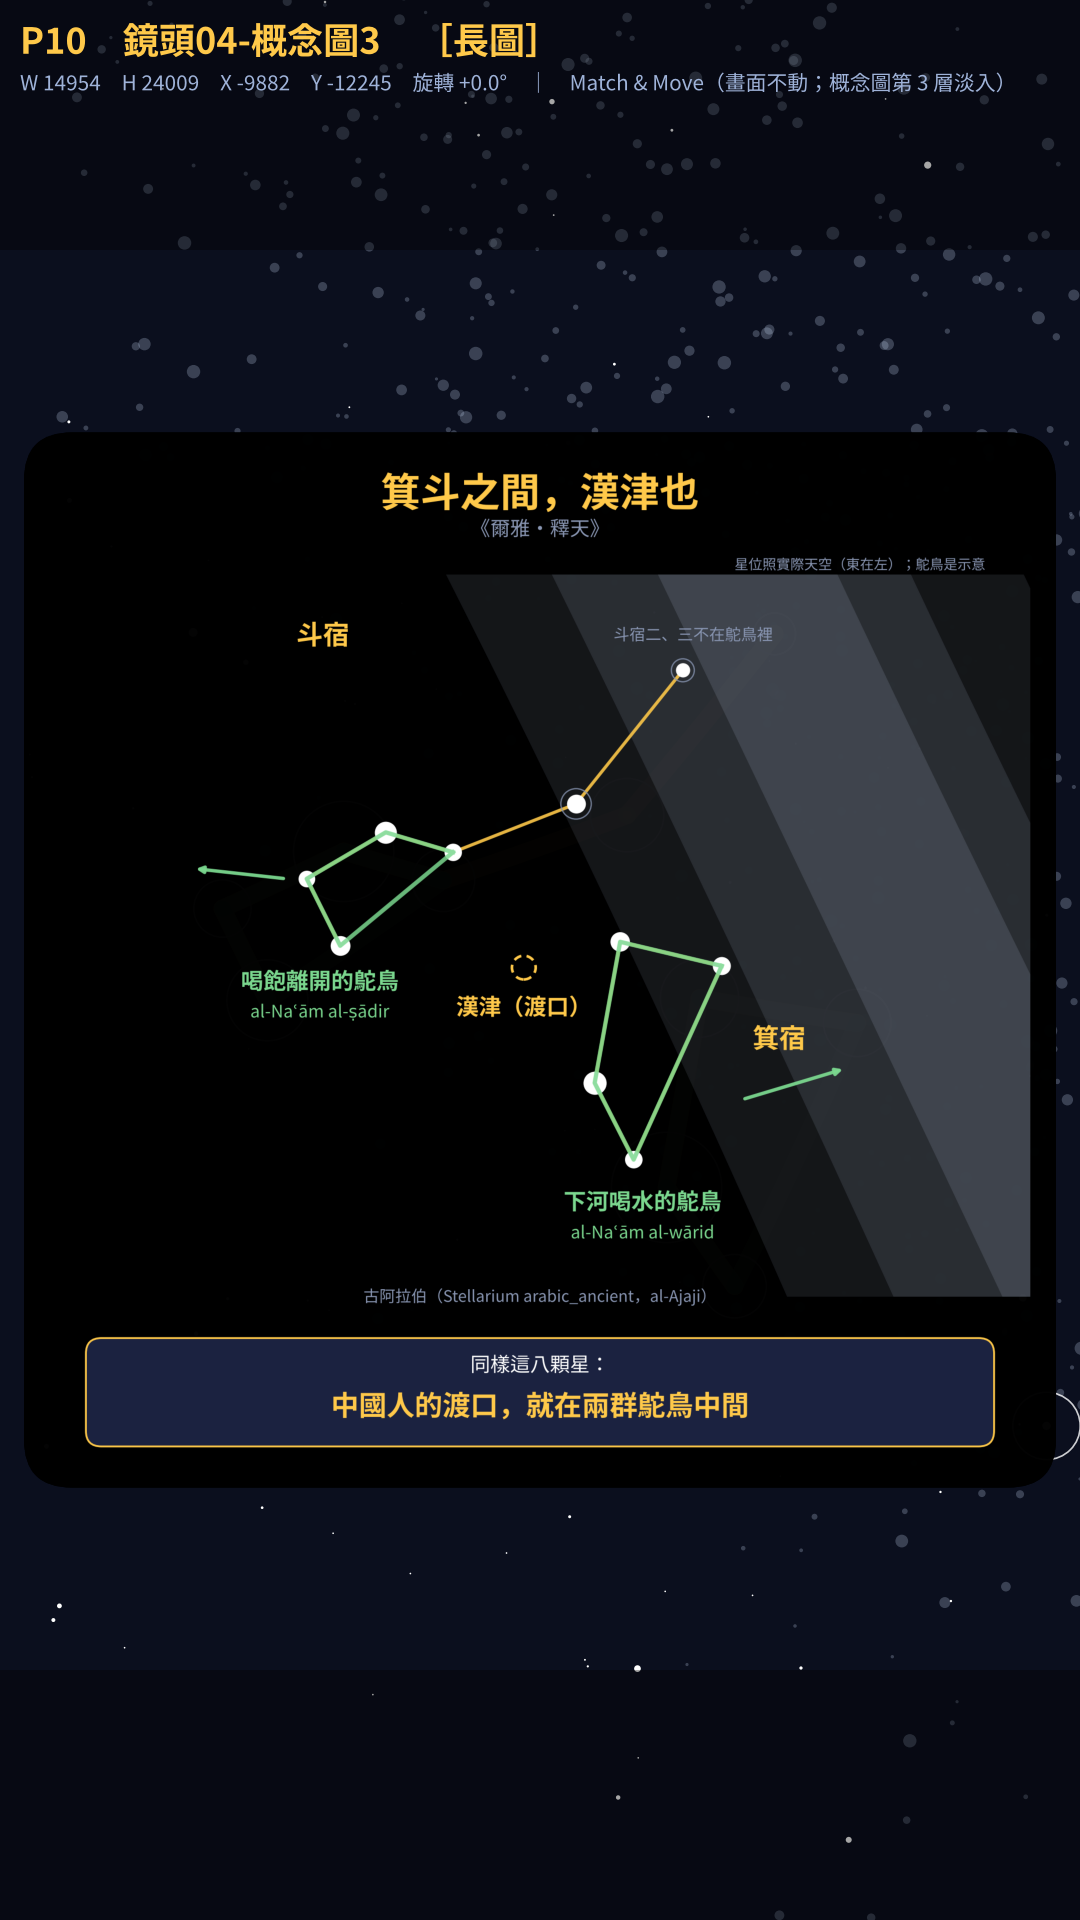 P10　鏡頭04-概念圖3　［長圖］
W 14954　H 24009　X -9882　Y -12245　旋轉 +0.0°　｜　Match & Move（畫面不動；概念圖第 3 層淡入）
箕斗之間，漢津也
《爾雅・釋天》
星位照實際天空（東在左）；鴕鳥是示意
斗宿
斗宿二、三不在鴕鳥裡
喝飽離開的鴕鳥
al-Naʿām al-ṣādir
漢津（渡口）
箕宿
下河喝水的鴕鳥
al-Naʿām al-wārid
古阿拉伯（Stellarium arabic_ancient，al-Ajaji）
同樣這八顆星：
中國人的渡口，就在兩群鴕鳥中間